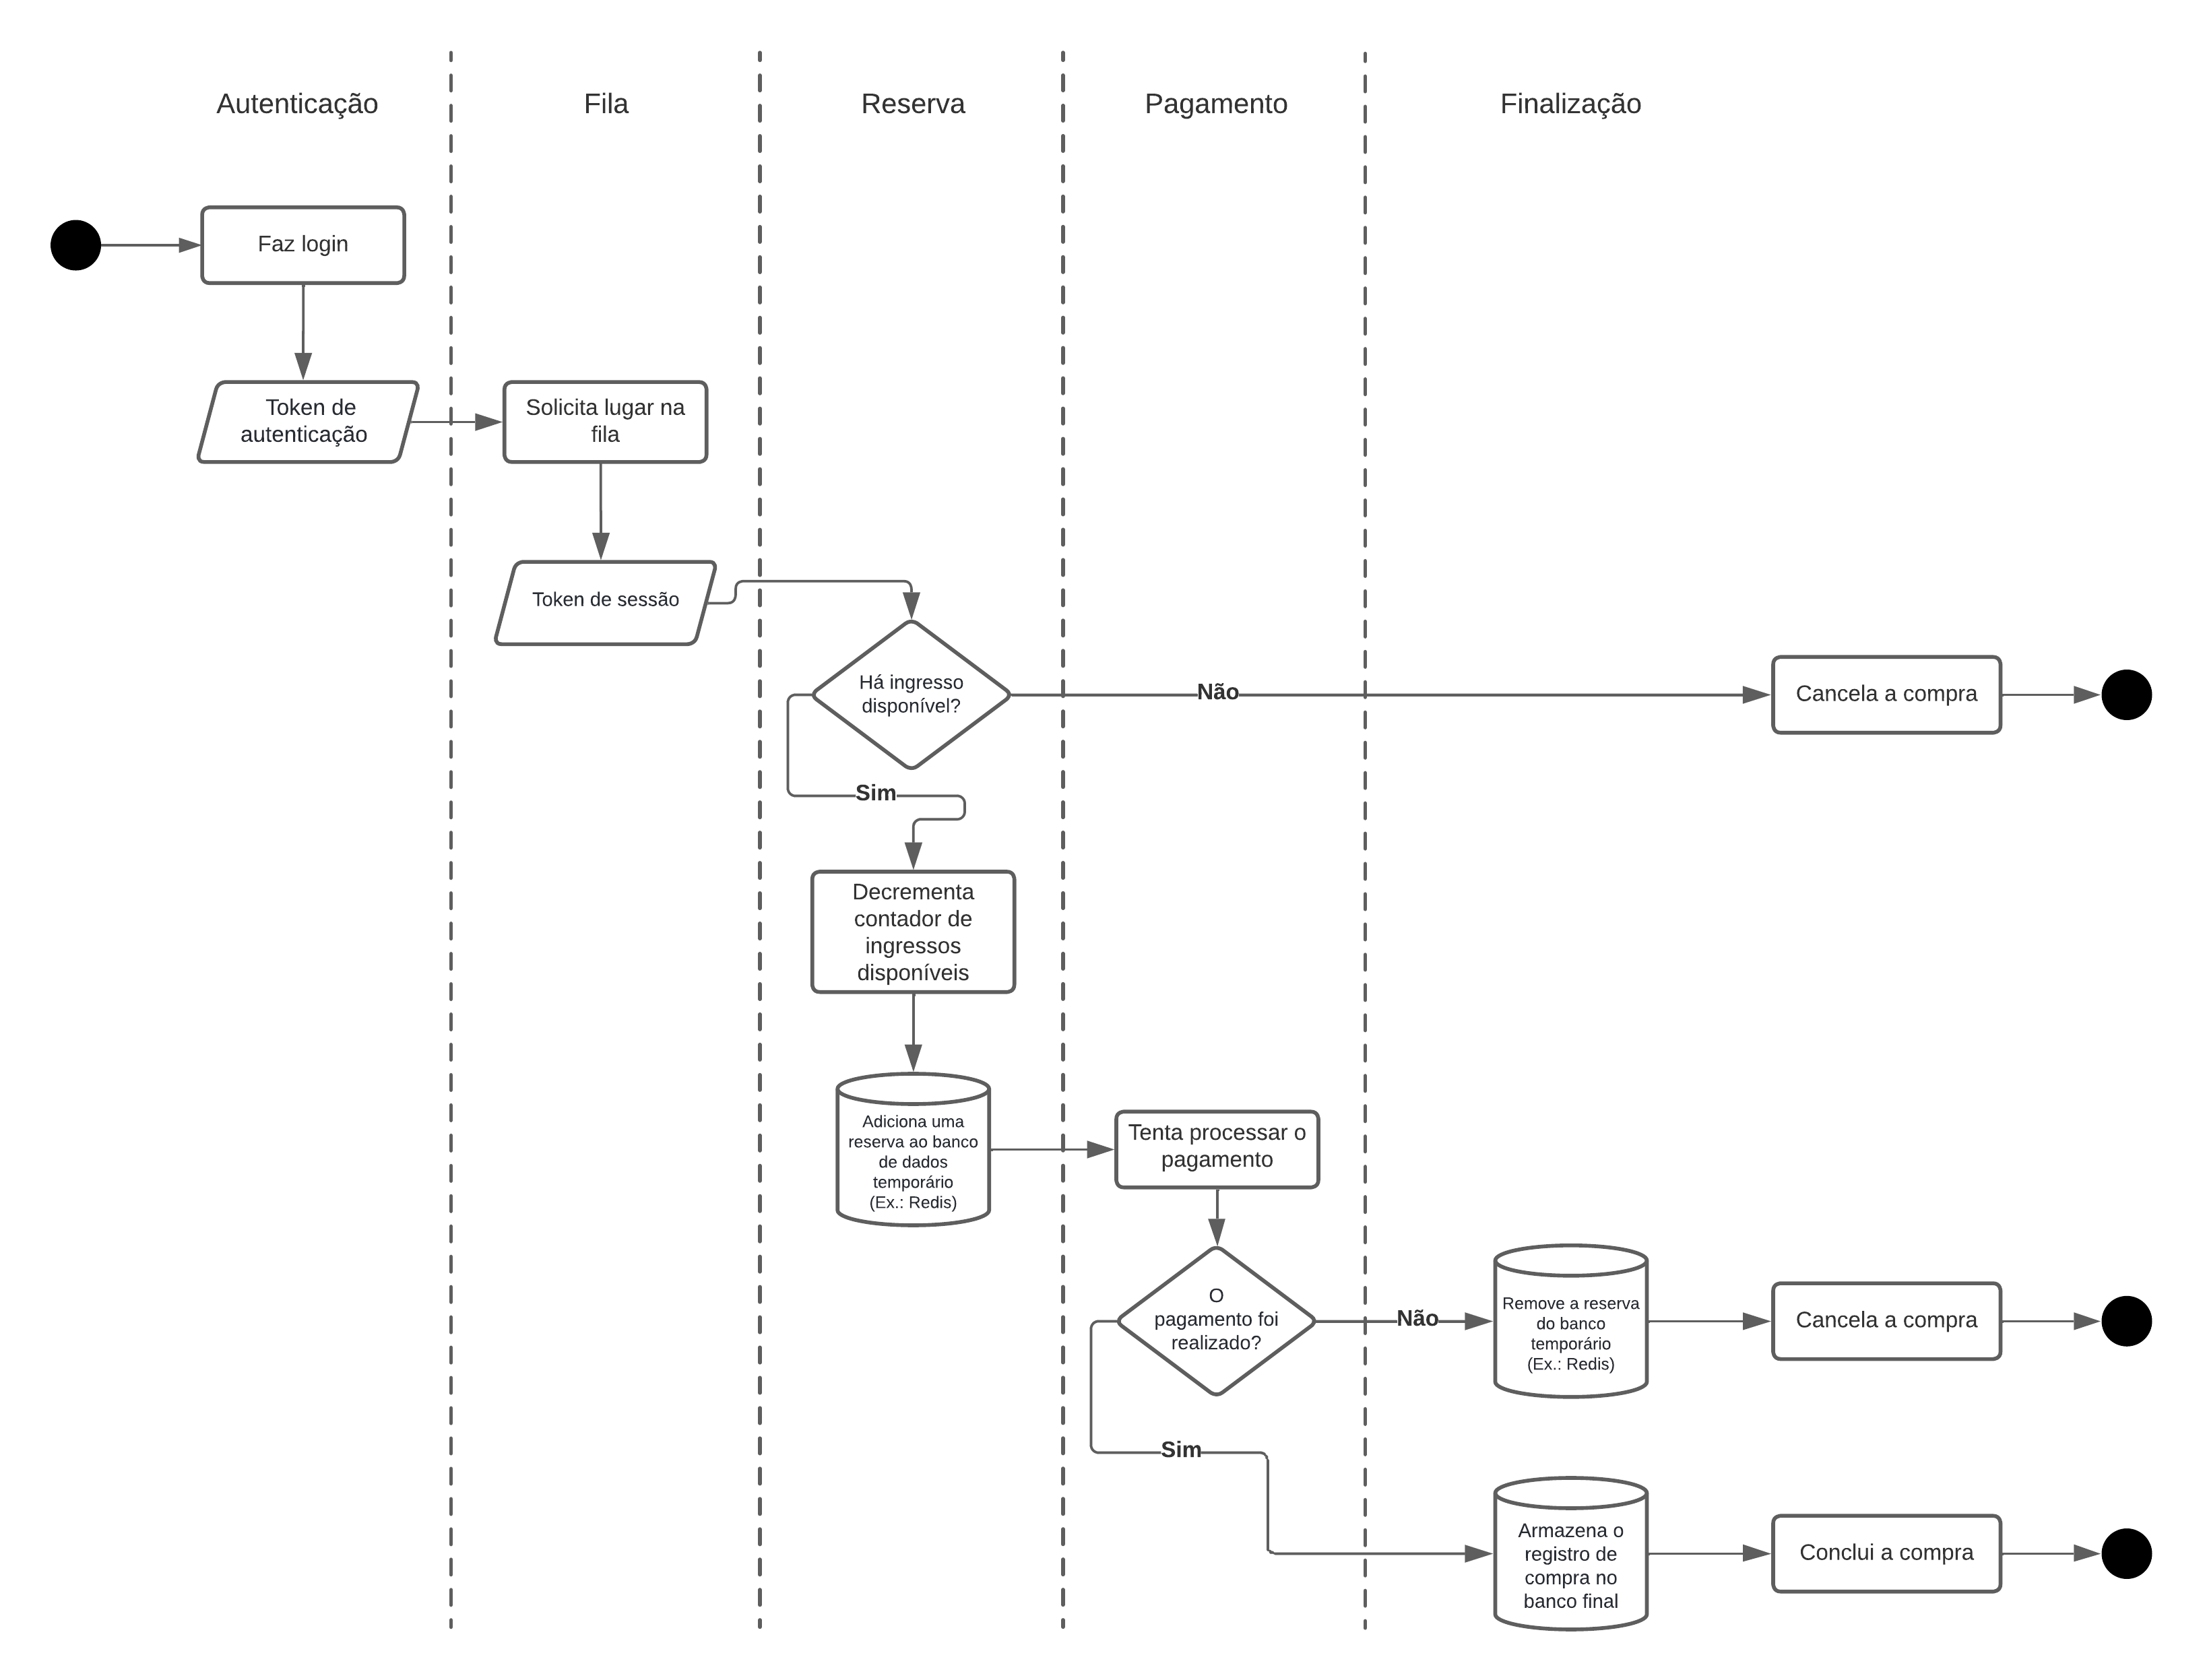 Autenticação
Fila
Reserva
Pagamento
Finalização
Faz login
Token de
autenticação
Solicita lugar na
fila
Token de sessão
Há ingresso
disponível?
Não
Cancela a compra
Sim
Decrementa
contador de
ingressos
disponíveis
Adiciona uma
reserva ao banco
de dados
temporário
(Ex.: Redis)
Tenta processar o
pagamento
O
pagamento foi
realizado?
Não
Remove a reserva
do banco
temporário
(Ex.: Redis)
Cancela a compra
Sim
Armazena o
registro de
compra no
banco final
Conclui a compra